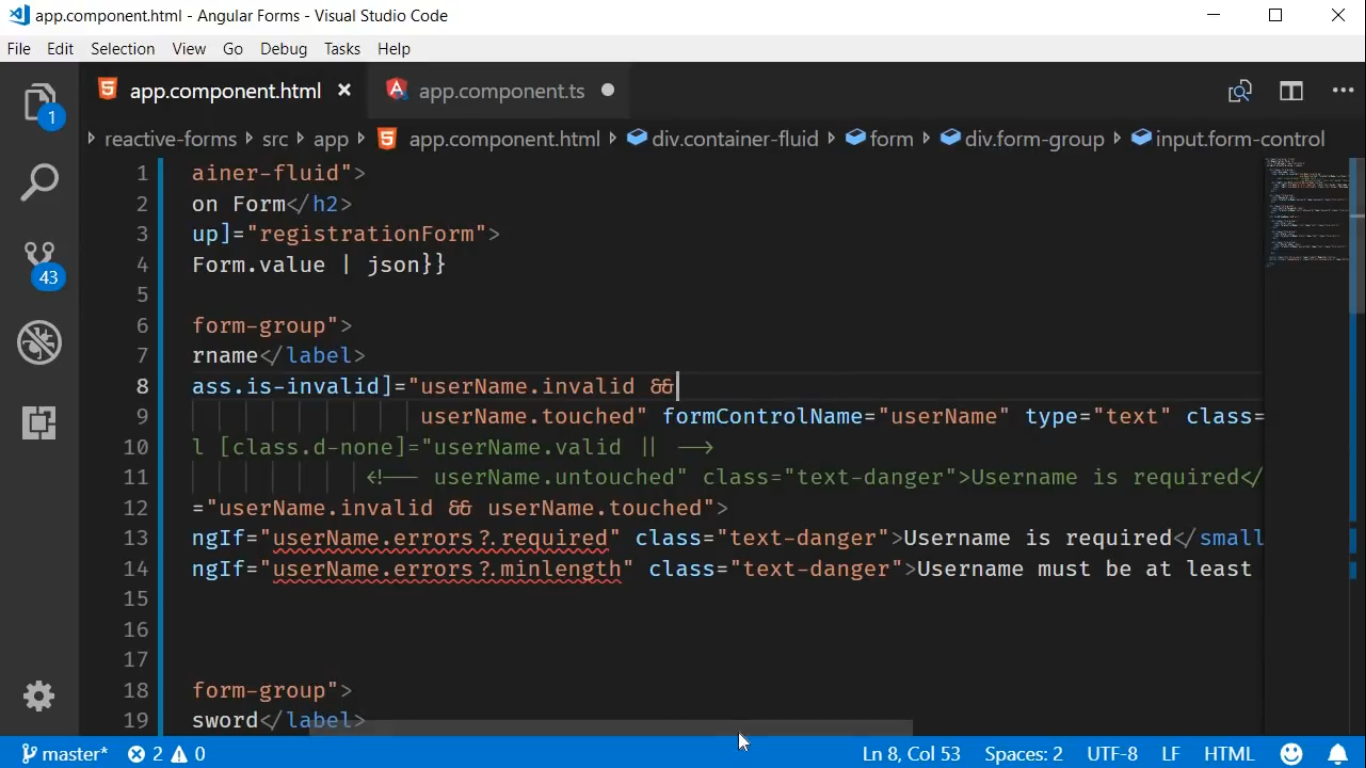 app.component.html - Angular Forms - Visual Studio Code
File Edit Selection View Go Debug Tasks Help
1
app.component.html × app.component.ts
reactive-forms src app app.component.html div.container-fluid form div.form-group input.form-control
43
1 ainer-fluid">
2 on Form</h2>
3 up]="registrationForm">
4 Form.value | json}}
5
6 form-group">
7 rname</label>
8 ass.is-invalid]="userName.invalid &&
9 userName.touched" formControlName="userName" type="text" class=
10 l [class.d-none]="userName.valid || -->
11 <!-- userName.untouched" class="text-danger">Username is required</
12 ="userName.invalid && userName.touched">
13 ngIf="userName.errors?.required" class="text-danger">Username is required</small
14 ngIf="userName.errors?.minlength" class="text-danger">Username must be at least
15
16
17
18 form-group">
19 sword</label>
master* 2 0 Ln 8, Col 53 Spaces: 2 UTF-8 LF HTML